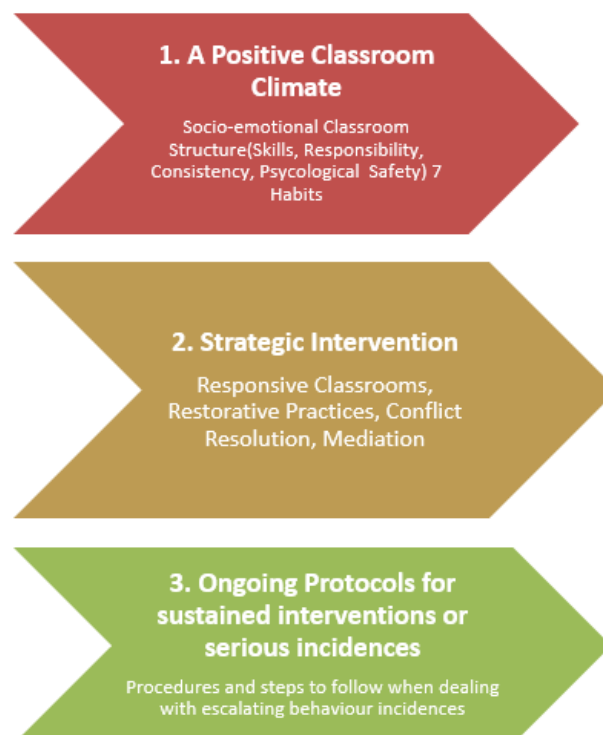 1. A Positive Classroom
Climate
Socio-emotional Classroom
Structure(Skills, Responsibility,
Consistency, Psycological Safety) 7
Habits
2. Strategic Intervention
Responsive Classrooms,
Restorative Practices, Conflict
Resolution, Mediation
3. Ongoing Protocols for
sustained interventions or
serious incidences
Procedures and steps to follow when dealing
with escalating behaviour incidences